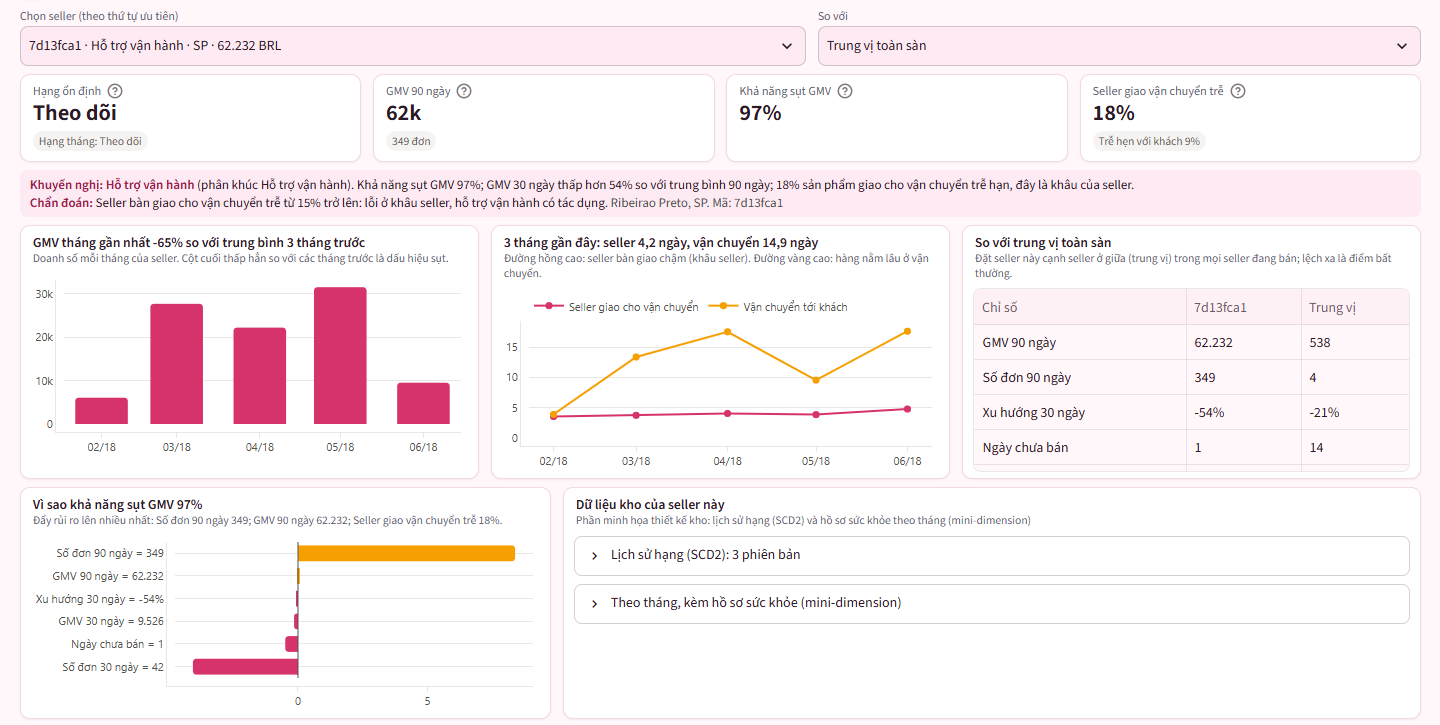 Chọn seller (theo thứ tự ưu tiên)
So với
7d13fca1 · Hỗ trợ vận hành · SP · 62.232 BRL
Trung vị toàn sàn
Hạng ổn định ?
Theo dõi
Hạng tháng: Theo dõi
GMV 90 ngày ?
62k
349 đơn
Khả năng sụt GMV ?
97%
Seller giao vận chuyển trễ ?
18%
Trễ hẹn với khách 9%
Khuyến nghị: Hỗ trợ vận hành (phân khúc Hỗ trợ vận hành). Khả năng sụt GMV 97%; GMV 30 ngày thấp hơn 54% so với trung bình 90 ngày; 18% sản phẩm giao cho vận chuyển trễ hạn, đây là khâu của seller.
Chẩn đoán: Seller bàn giao cho vận chuyển trễ từ 15% trở lên: lỗi ở khâu seller, hỗ trợ vận hành có tác dụng. Ribeirao Preto, SP. Mã: 7d13fca1
GMV tháng gần nhất -65% so với trung bình 3 tháng trước
Doanh số mỗi tháng của seller. Cột cuối thấp hẳn so với các tháng trước là dấu hiệu sụt.
30k
20k
10k
0
02/18
03/18
04/18
05/18
06/18
3 tháng gần đây: seller 4,2 ngày, vận chuyển 14,9 ngày
Đường hồng cao: seller bàn giao chậm (khâu seller). Đường vàng cao: hàng nằm lâu ở vận
chuyển.
Seller giao cho vận chuyển
Vận chuyển tới khách
15
10
5
0
02/18
03/18
04/18
05/18
06/18
So với trung vị toàn sàn
Đặt seller này cạnh seller ở giữa (trung vị) trong mọi seller đang bán; lệch xa là điểm bất
thường.
Chỉ số
7d13fca1
Trung vị
GMV 90 ngày
62.232
538
Số đơn 90 ngày
349
4
Xu hướng 30 ngày
-54%
-21%
Ngày chưa bán
1
14
Vì sao khả năng sụt GMV 97%
Đẩy rủi ro lên nhiều nhất: Số đơn 90 ngày 349; GMV 90 ngày 62.232; Seller giao vận chuyển trễ 18%.
Số đơn 90 ngày = 349
GMV 90 ngày = 62.232
Xu hướng 30 ngày = -54%
GMV 30 ngày = 9.526
Ngày chưa bán = 1
Số đơn 30 ngày = 42
0
5
Dữ liệu kho của seller này
Phần minh họa thiết kế kho: lịch sử hạng (SCD2) và hồ sơ sức khỏe theo tháng (mini-dimension)
Lịch sử hạng (SCD2): 3 phiên bản
Theo tháng, kèm hồ sơ sức khỏe (mini-dimension)